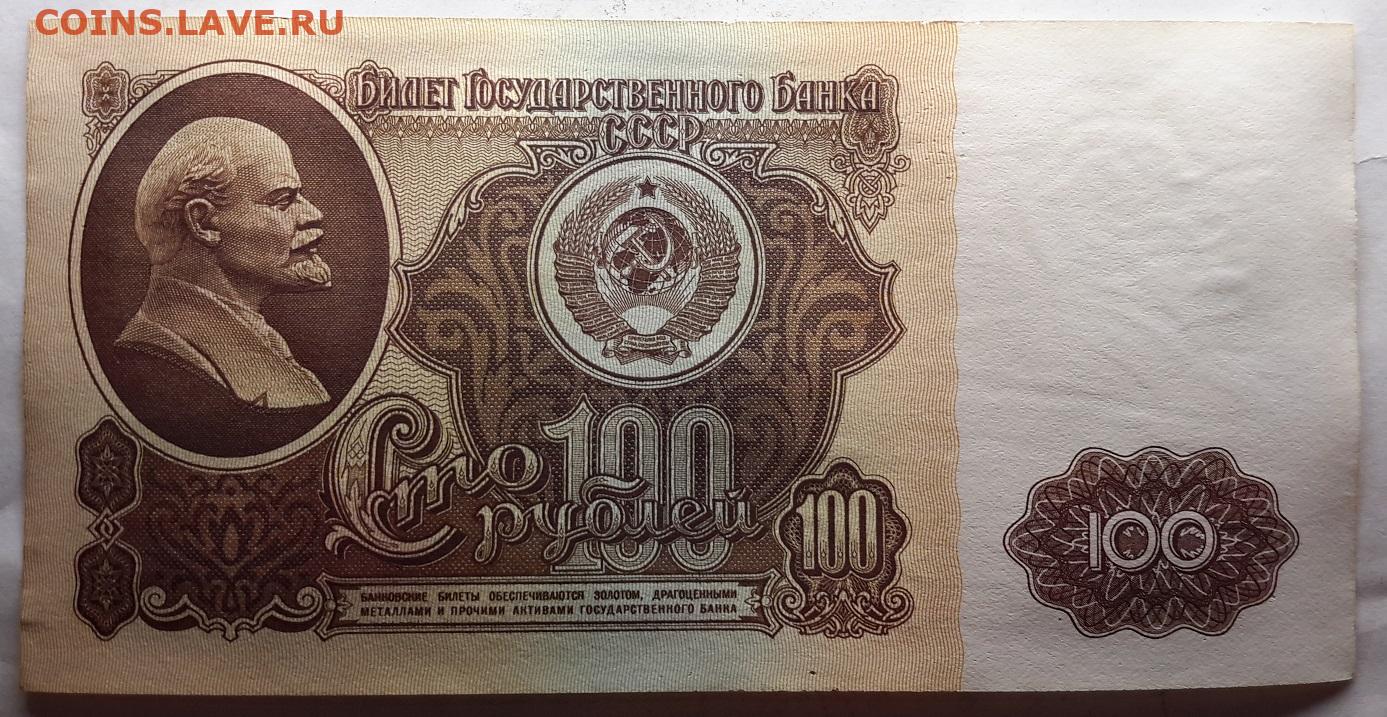 COINS.LAVE.RU
БИЛЕТ ГОСУДАРСТВЕННОГО БАНКА
СССР
100
Сто
рублей
100
100
БАНКОВСКИЕ БИЛЕТЫ ОБЕСПЕЧИВАЮТСЯ ЗОЛОТОМ, ДРАГОЦЕННЫМИ
МЕТАЛЛАМИ И ПРОЧИМИ АКТИВАМИ ГОСУДАРСТВЕННОГО БАНКА